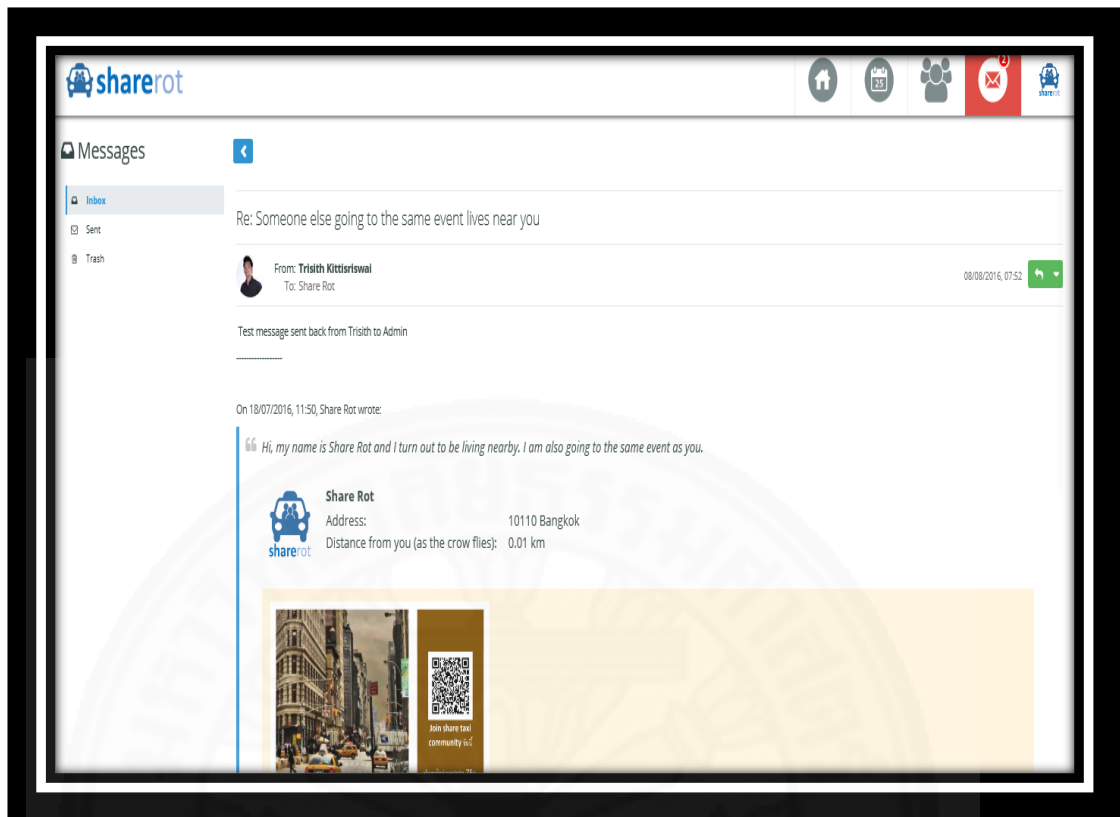 sharerot
25
2
sharerot
Messages
Inbox
Sent
Trash
Re: Someone else going to the same event lives near you
From: Trisith Kittisriswai
To: Share Rot
08/08/2016, 07:52
Test message sent back from Trisith to Admin
------------------
On 18/07/2016, 11:50, Share Rot wrote:
Hi, my name is Share Rot and I turn out to be living nearby. I am also going to the same event as you.
sharerot
Share Rot
Address: 10110 Bangkok
Distance from you (as the crow flies): 0.01 km
Join share taxi
community